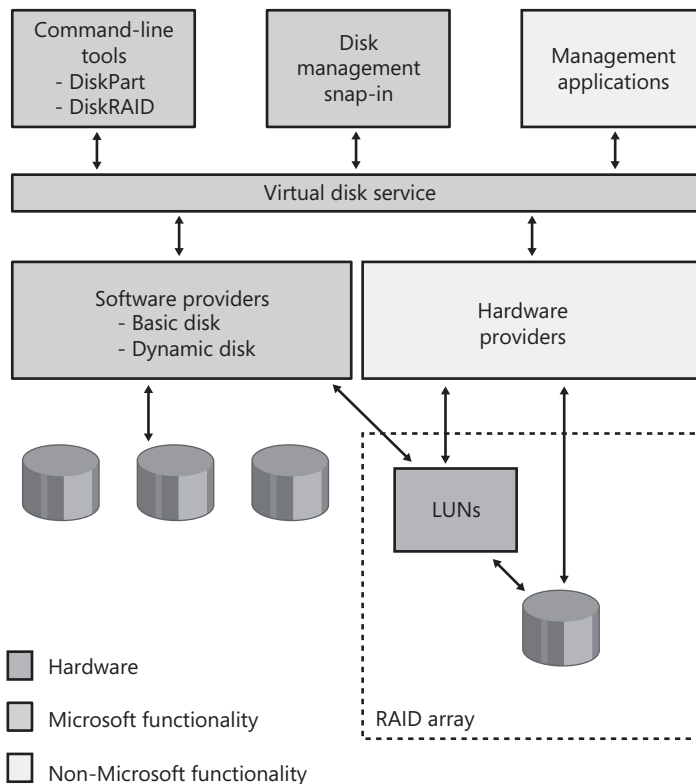 Command-line
tools
- DiskPart
- DiskRAID
Disk
management
snap-in
Management
applications
Virtual disk service
Software providers
- Basic disk
- Dynamic disk
Hardware
providers
LUNs
RAID array
Hardware
Microsoft functionality
Non-Microsoft functionality